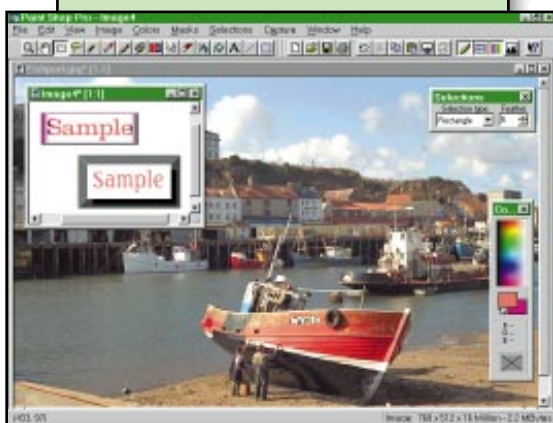 Paint Shop Pro - Image4
File Edit View Image Colors Masks Selections Capture Window Help
Image4* [1:1]
Selections
Selection type: Feather
Rectangle
Sample
Sample
Co...
Image: 768 x 512 x 16 Million - 2.2 MBytes